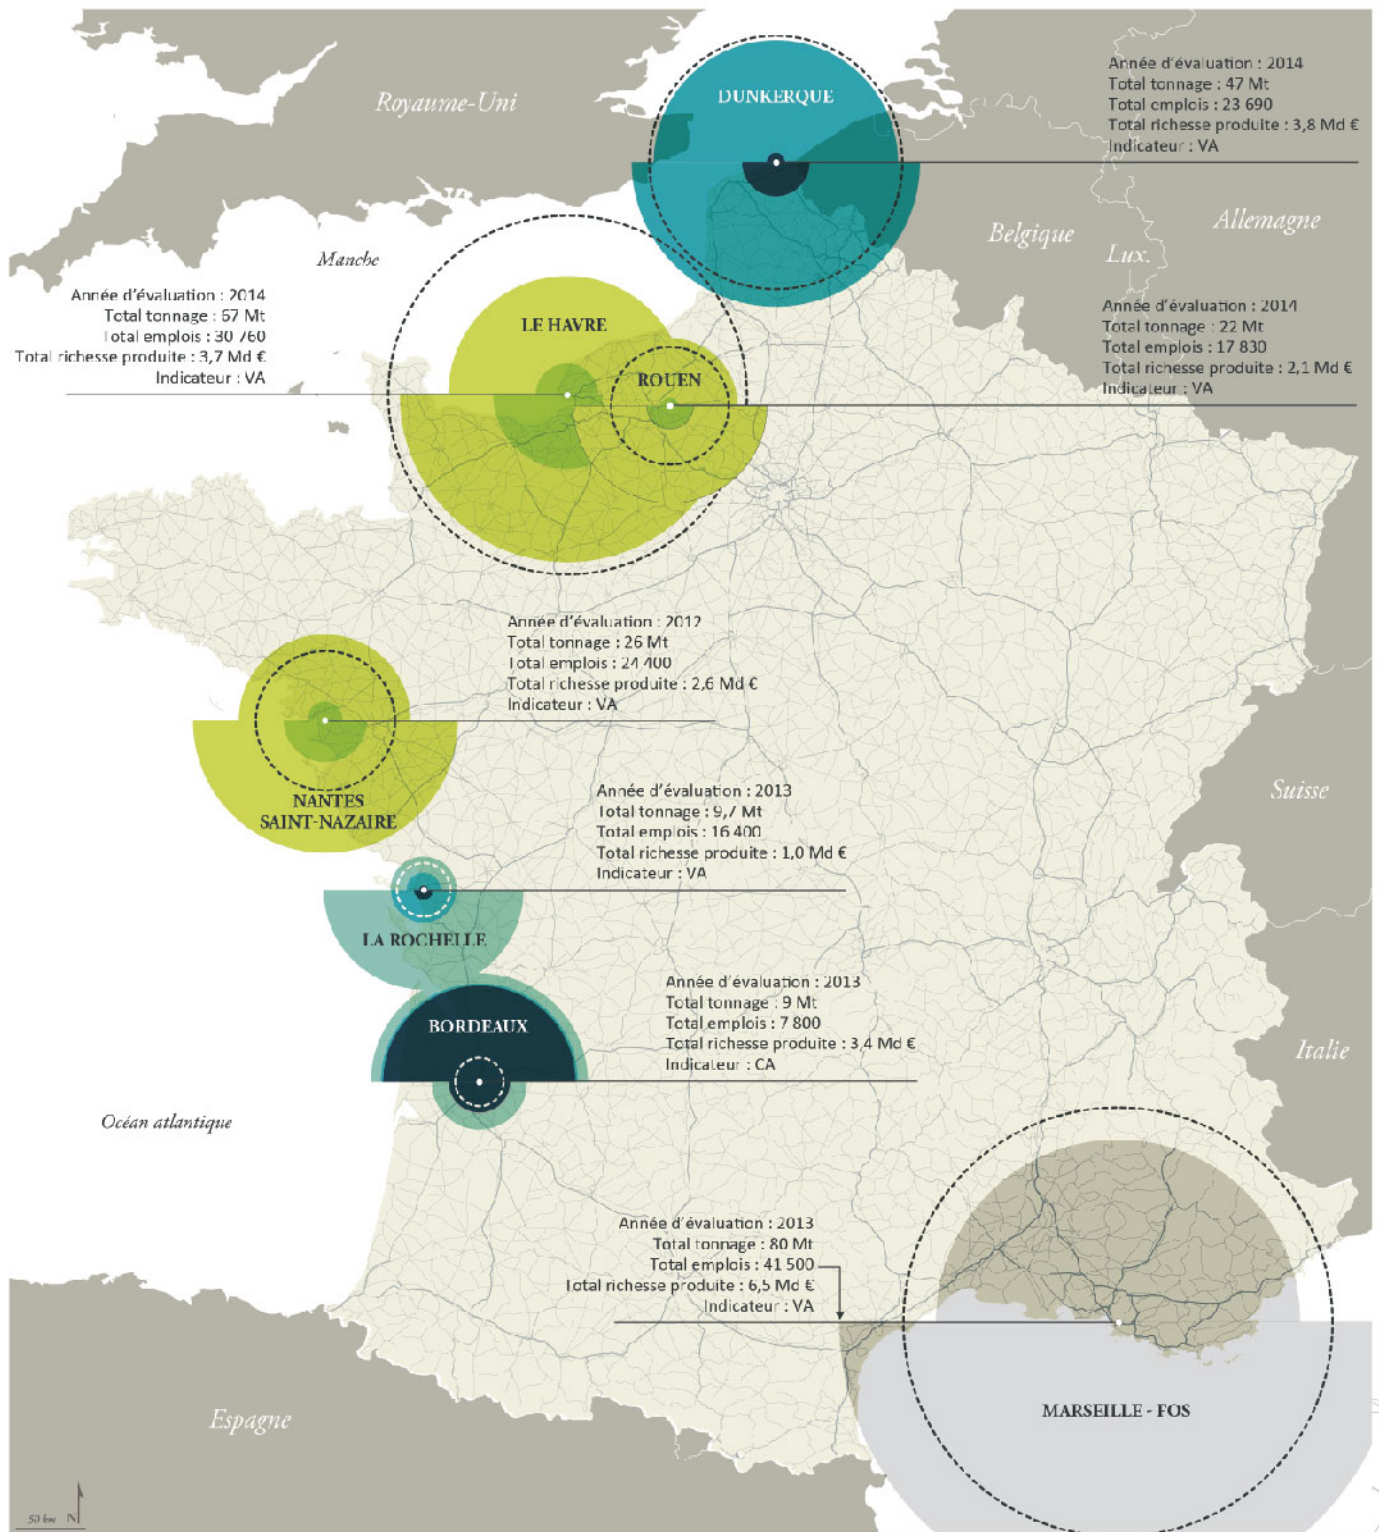 Royaume-Uni
DUNKERQUE
Année d'évaluation : 2014
Total tonnage : 47 Mt
Total emplois : 23 690
Total richesse produite : 3,8 Md €
Indicateur : VA
Belgique
Allemagne
Lux.
Manche
Année d'évaluation : 2014
Total tonnage : 67 Mt
Total emplois : 30 760
Total richesse produite : 3,7 Md €
Indicateur : VA
LE HAVRE
ROUEN
Année d'évaluation : 2014
Total tonnage : 22 Mt
Total emplois : 17 830
Total richesse produite : 2,1 Md €
Indicateur : VA
Année d'évaluation : 2012
Total tonnage : 26 Mt
Total emplois : 24 400
Total richesse produite : 2,6 Md €
Indicateur : VA
NANTES
SAINT-NAZAIRE
Suisse
Année d'évaluation : 2013
Total tonnage : 9,7 Mt
Total emplois : 16 400
Total richesse produite : 1,0 Md €
Indicateur : VA
LA ROCHELLE
Année d'évaluation : 2013
Total tonnage : 9 Mt
Total emplois : 7 800
Total richesse produite : 3,4 Md €
Indicateur : CA
BORDEAUX
Italie
Océan atlantique
Année d'évaluation : 2013
Total tonnage : 80 Mt
Total emplois : 41 500
Total richesse produite : 6,5 Md €
Indicateur : VA
MARSEILLE - FOS
Espagne
50 km N